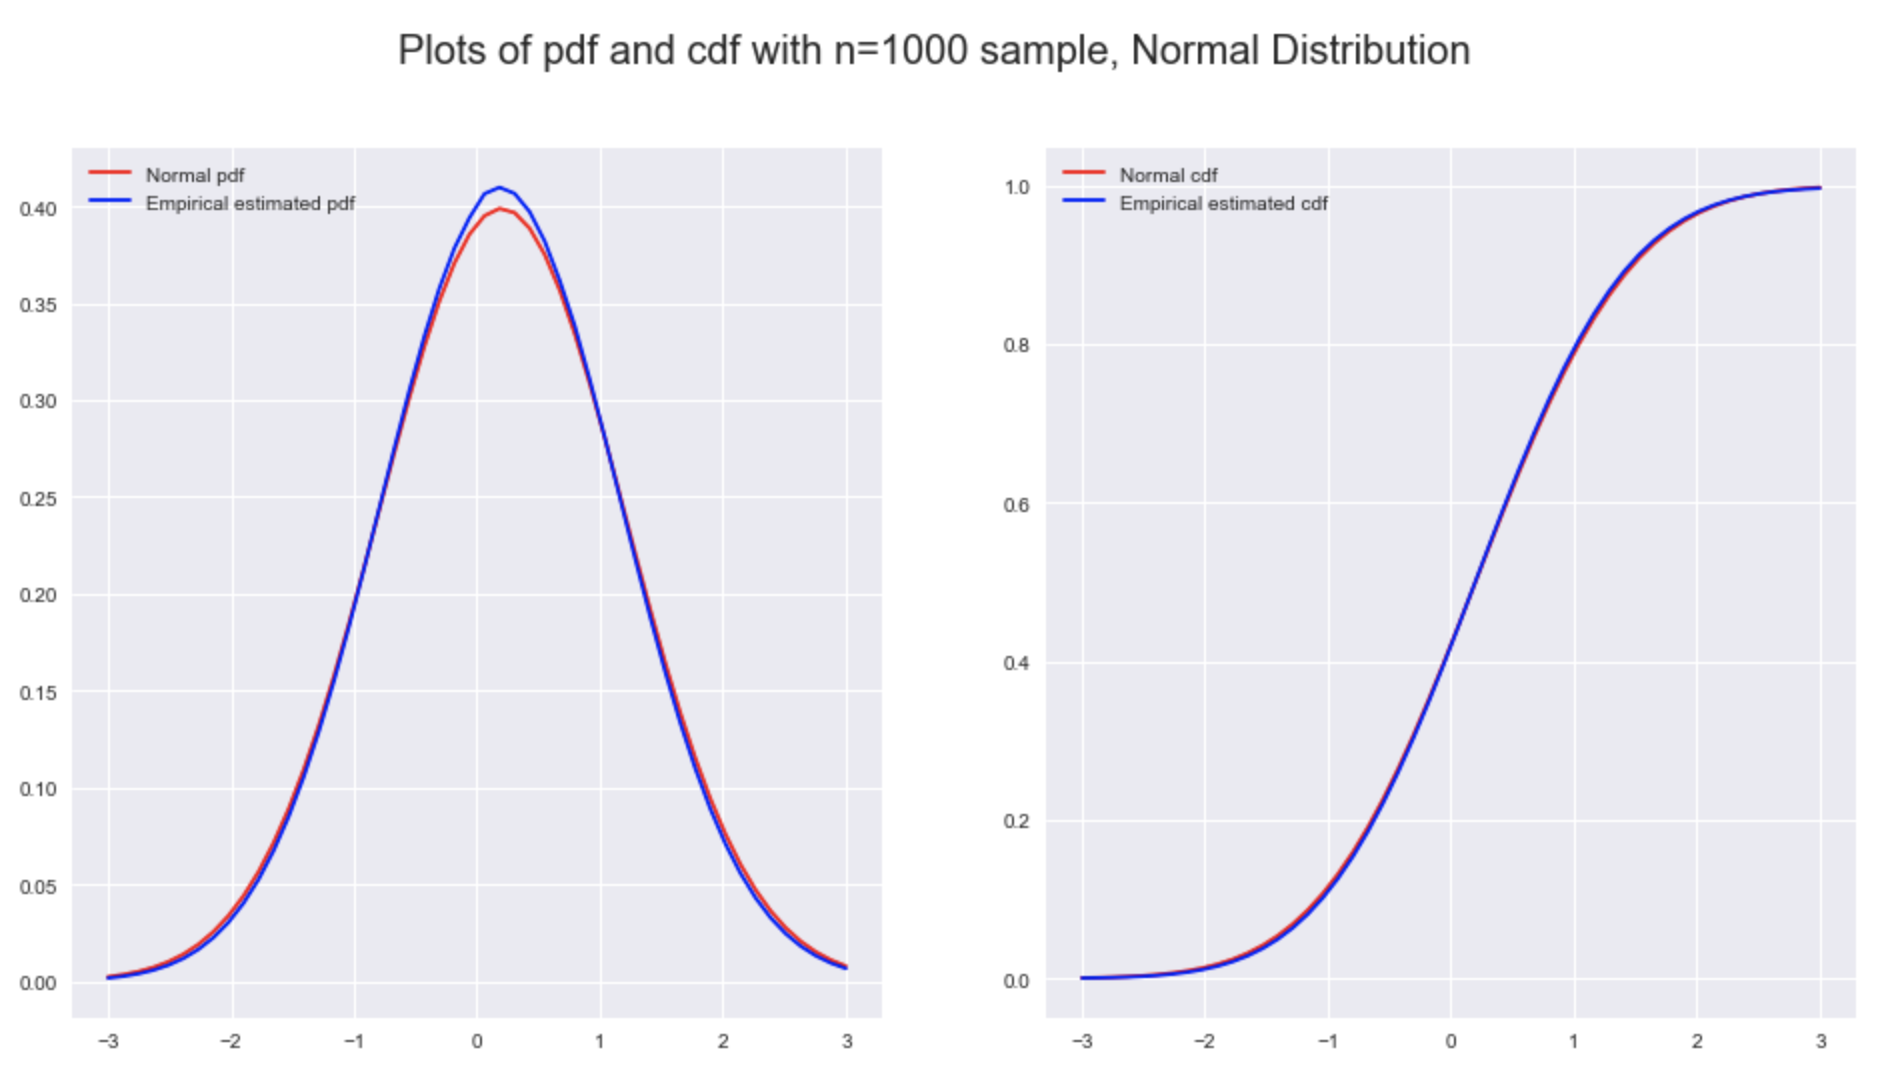 Plots of pdf and cdf with n=1000 sample, Normal Distribution
Normal pdf
Empirical estimated pdf
0.40
0.35
0.30
0.25
0.20
0.15
0.10
0.05
0.00
−3 −2 −1 0 1 2 3
Normal cdf
Empirical estimated cdf
1.0
0.8
0.6
0.4
0.2
0.0
−3 −2 −1 0 1 2 3